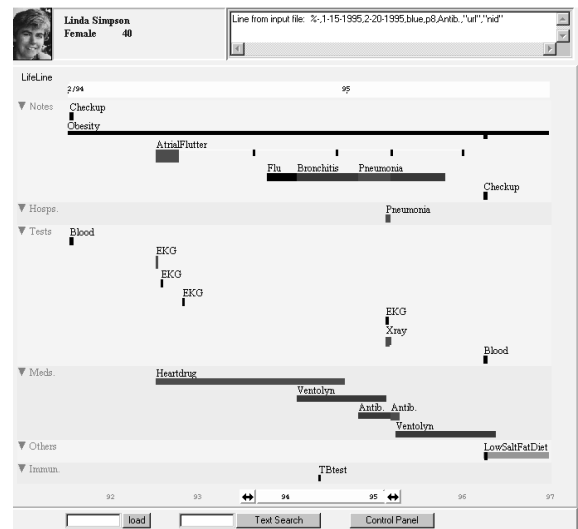 Linda Simpson
Female 40
Line from input file: %-,1-15-1995,2-20-1995,blue,p8,Antib.,"url","nid"
LifeLine
2/94 95
Notes Checkup
Obesity
AtrialFlutter
Flu Bronchitis Pneumonia
Checkup
Hosps. Pneumonia
Tests Blood
EKG
EKG
EKG
EKG
Xray
Blood
Meds. Heartdrug
Ventolyn
Antib. Antib.
Ventolyn
Others LowSaltFatDiet
Immun. TBtest
92 93 94 95 96 97
load Text Search Control Panel